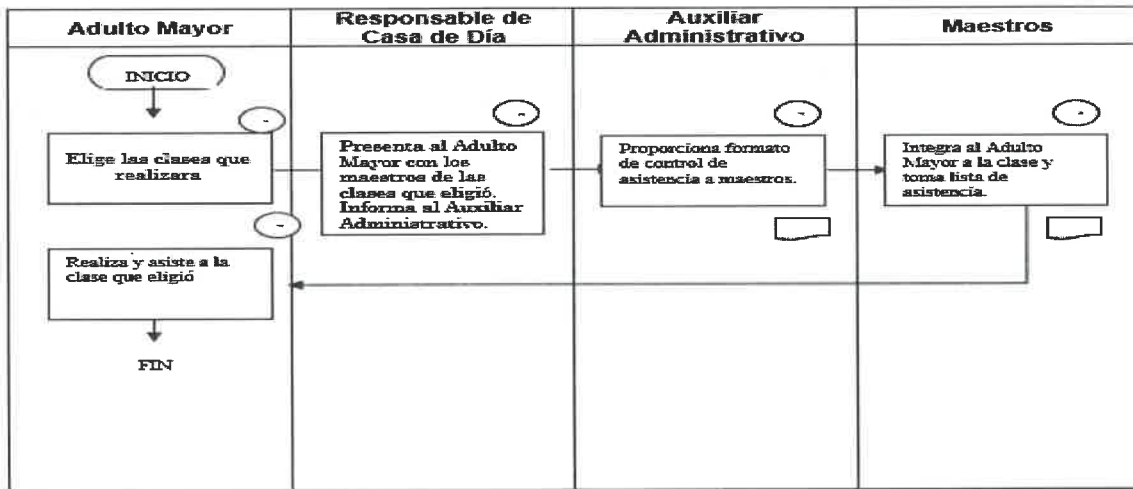 Adulto Mayor
Responsable de
Casa de Día
Auxiliar
Administrativo
Maestros
INICIO
Elige las clases que
realizara
Presenta al Adulto
Mayor con los
maestros de las
clases que eligió.
Informa al Auxiliar
Administrativo.
Proporciona formato
de control de
asistencia a maestros.
Integra al Adulto
Mayor a la clase y
toma lista de
asistencia.
Realiza y asiste a la
clase que eligió
FIN